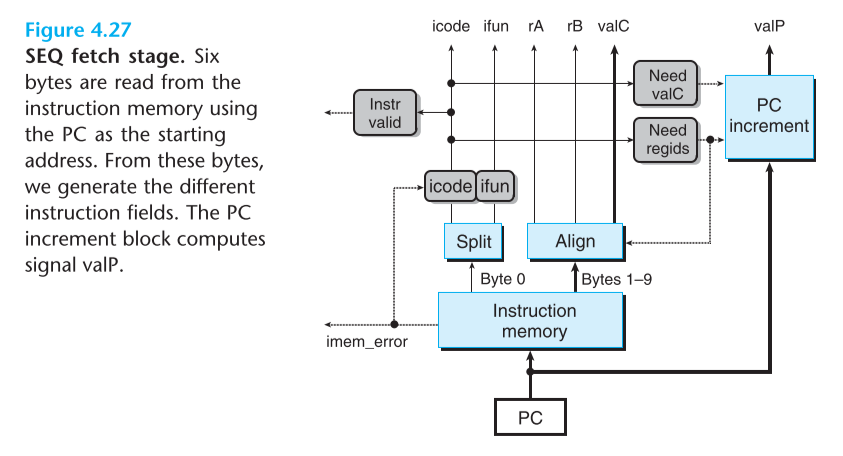 Figure 4.27
SEQ fetch stage. Six
bytes are read from the
instruction memory using
the PC as the starting
address. From these bytes,
we generate the different
instruction fields. The PC
increment block computes
signal valP.
icode ifun rA rB valC valP
Need
valC
PC
increment
Instr
valid
Need
regids
icode ifun
Split
Align
Byte 0
Bytes 1–9
Instruction
memory
imem_error
PC